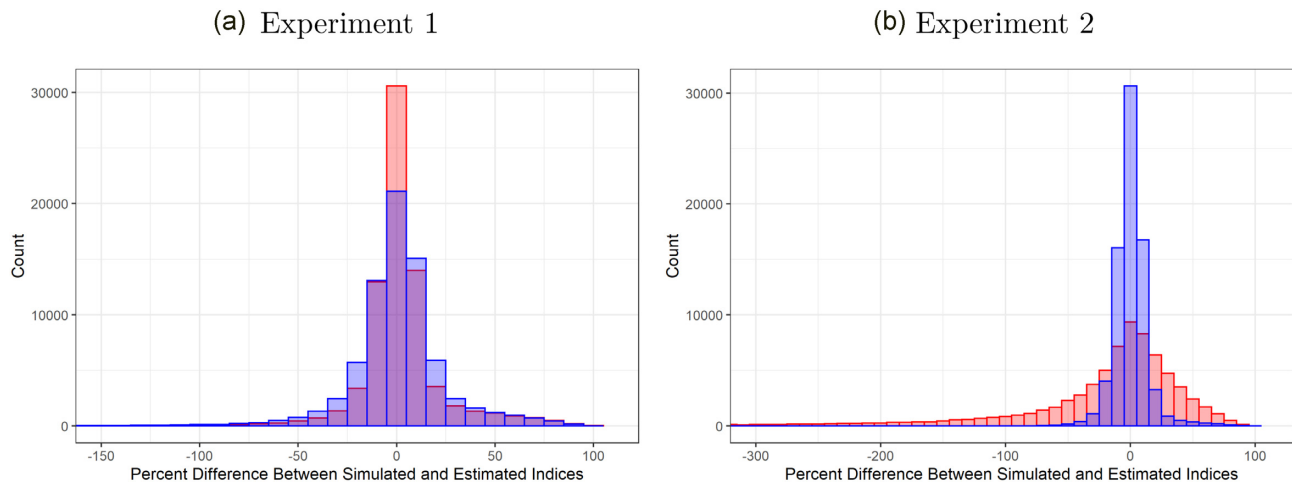 (a) Experiment 1
30000
20000
10000
0
Count
-150 -100 -50 0 50 100
Percent Difference Between Simulated and Estimated Indices
(b) Experiment 2
30000
20000
10000
0
Count
-300 -200 -100 0 100
Percent Difference Between Simulated and Estimated Indices